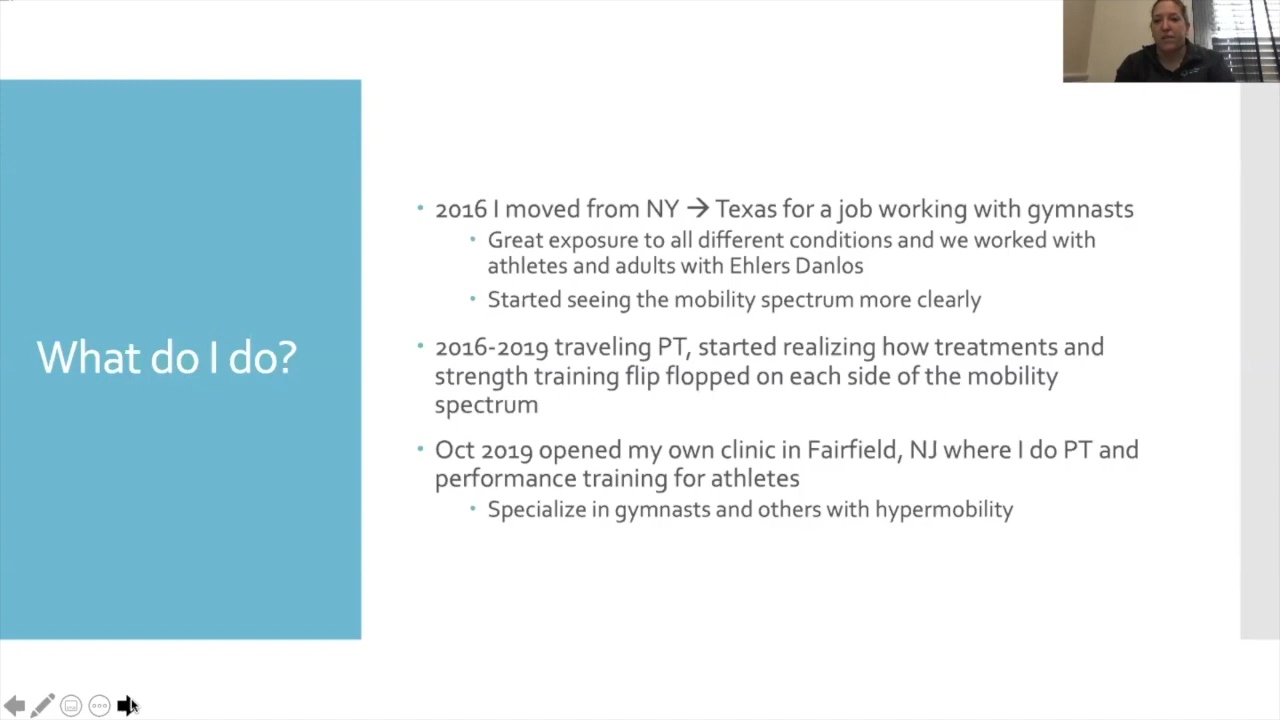 What do I do?
• 2016 I moved from NY → Texas for a job working with gymnasts
• Great exposure to all different conditions and we worked with
athletes and adults with Ehlers Danlos
• Started seeing the mobility spectrum more clearly
• 2016-2019 traveling PT, started realizing how treatments and
strength training flip flopped on each side of the mobility
spectrum
• Oct 2019 opened my own clinic in Fairfield, NJ where I do PT and
performance training for athletes
• Specialize in gymnasts and others with hypermobility